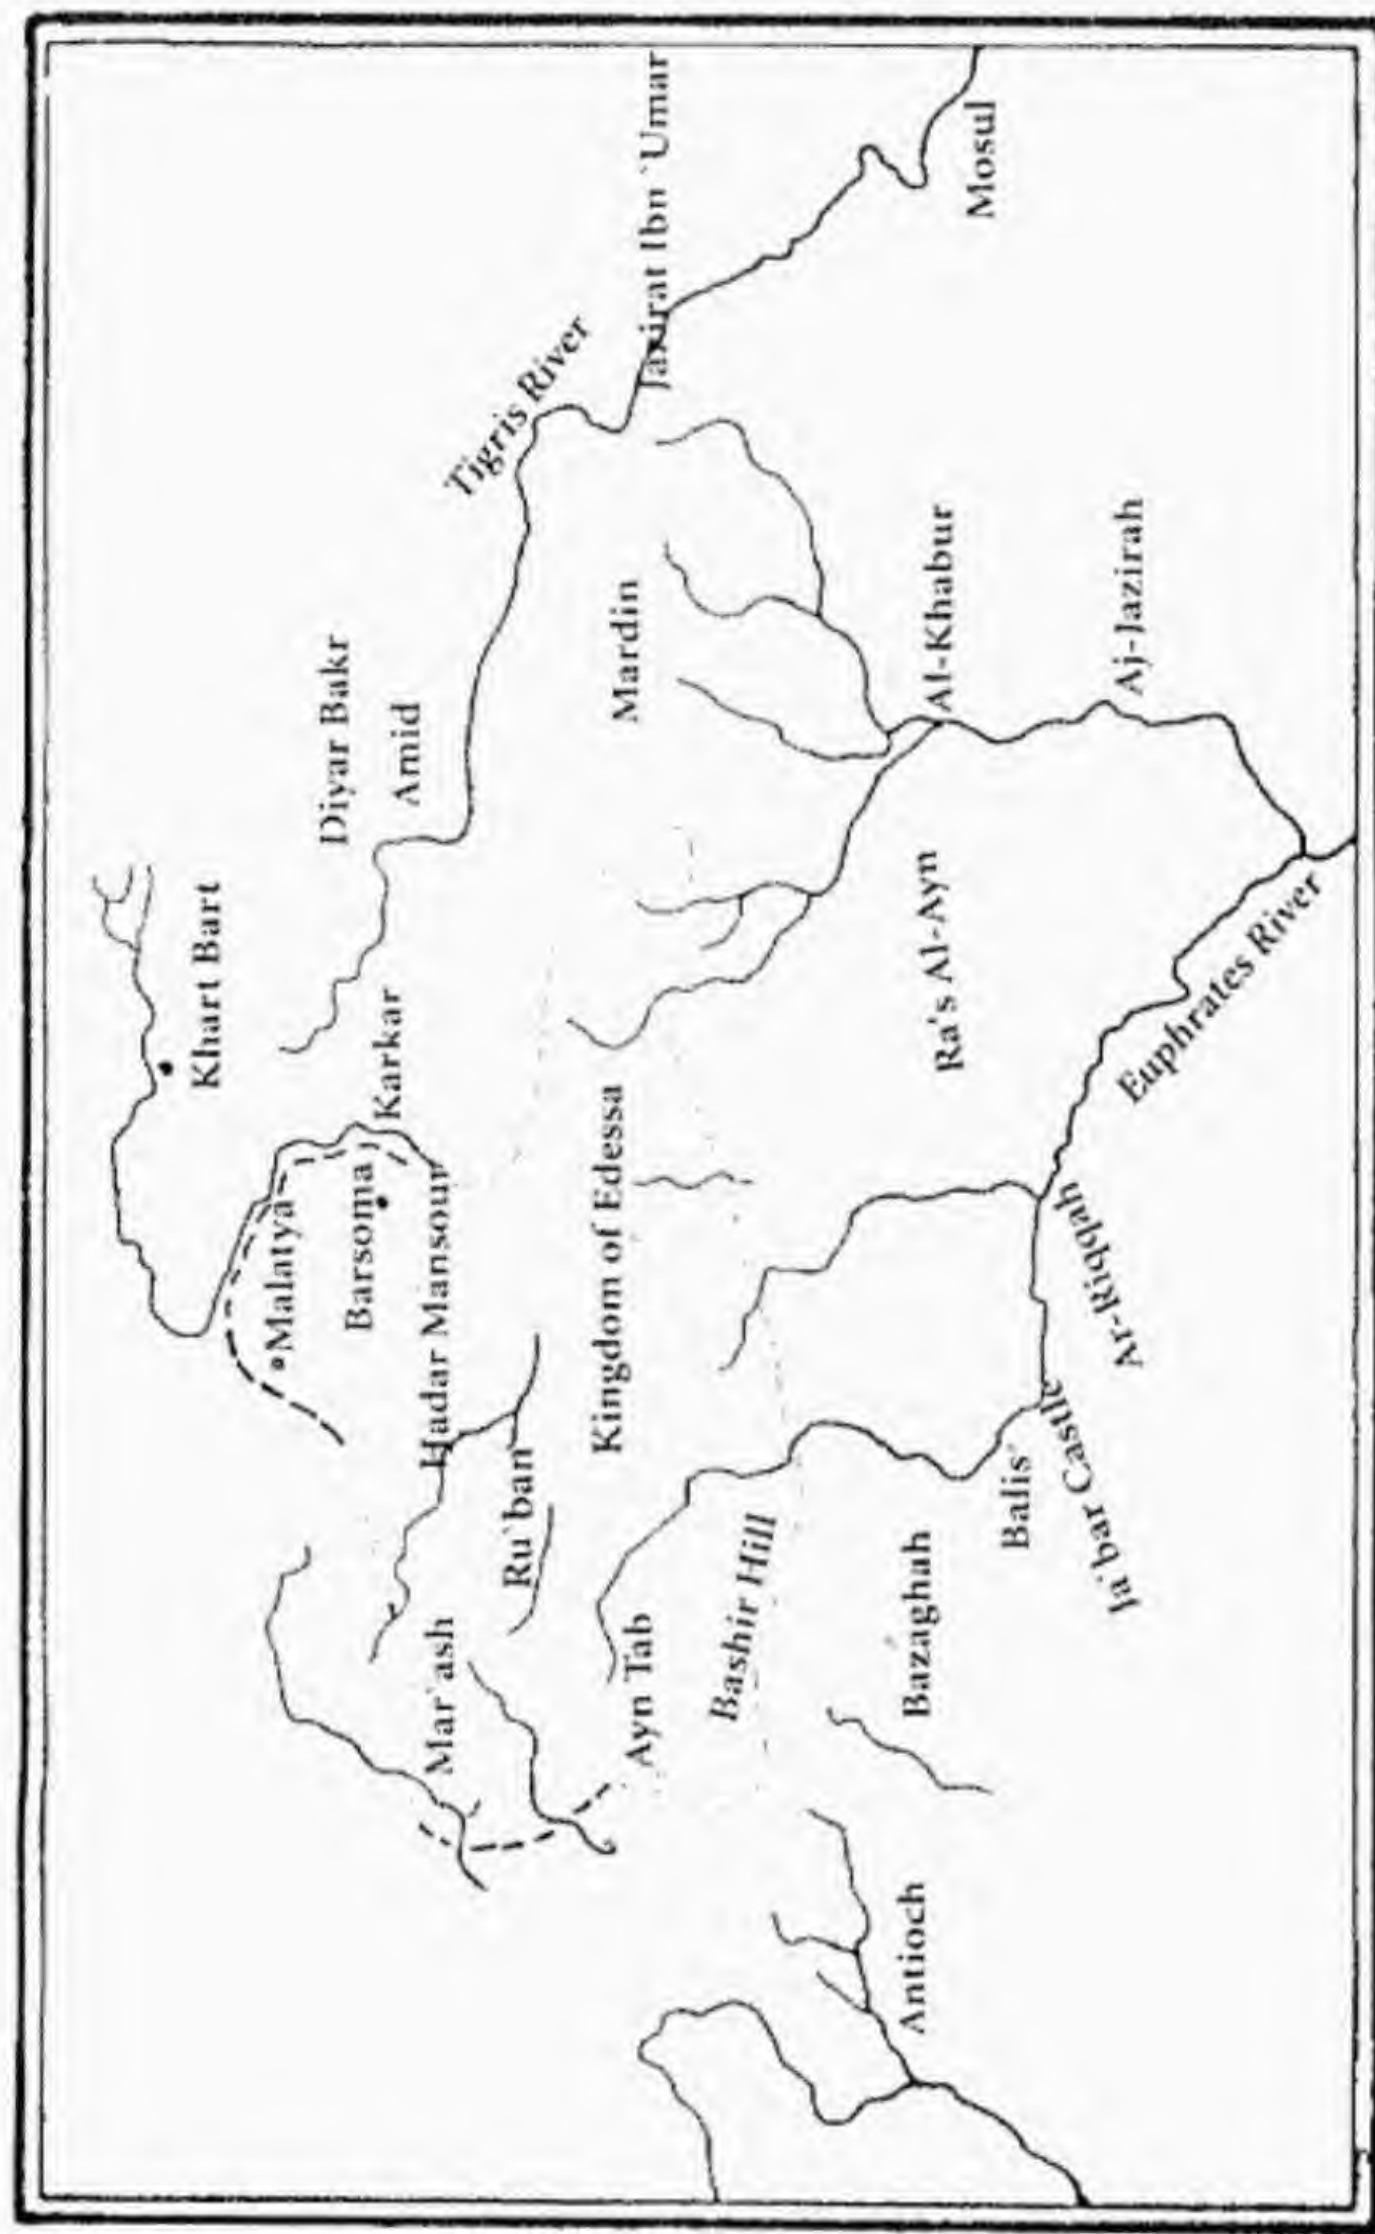 Khart Bart
Malatya
Diyar Bakr
Barsoma
Karkar
Amid
Mar`ash
Hadar Mansour
Ru`ban
Tigris River
Kingdom of Edessa
Mardin
Ayn Tab
Jazirat Ibn `Umar
Bashir Hill
Antioch
Bazaghah
Ra's Al-Ayn
Al-Khabur
Mosul
Balis
Ja`bar Castle
Ar-Riqqah
Aj-Jazirah
Euphrates River